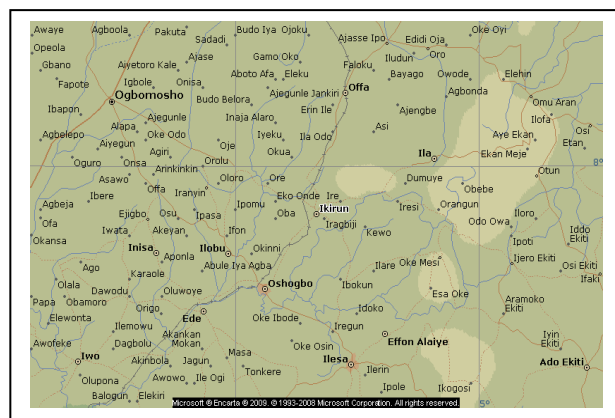 Awaye Agboola Pakuta Budo Iya Ojoku Ajasse Ipo Oke Oyi
Opeola Sadadi Edidi Oja
Gbano Aiyetoro Kale Ajase Gamo Oko Faloku Iludun Oro
Fapote Igbole Onisa Aboto Afa Eleku Bayago Owode Elehin
Ogbomosho Budo Belora Ajegunle Jankiri Offa Agbonda Omu Aran
Ibapon Ajegunle Inaja Alaro Erin Ile Ajengbe Ilofa
Agbelepo Alapa Oke Odo Iyeku Ila Odo Asi Aye Ekan Osi
Aiyegun Oje Etan
Oguro Onsa Agiri Orolu Okua Ila Ekan Meje 8°
Asawo Arinkinkin Otun
Offa Iranyin Oloro Ore Dumuye Obebe
Ibere Eko Onde Ire
Agbeja Ejigbo Osu Ipasa Ipomu Oba Ikirun Iresi Orangun
Ofa Iragbiji Odo Owa Iloro
Okansa Iwata Akeyan Ifon Kewo Ipoti Iddo
Ekiti
Inisa Ilobu Okinni
Ago Aponla Abule Iya Agba Ilare Oke Mesi Ijero Ekiti Osi Ekiti
Olala Karaole Oshogbo Ibokun Ifaki
Papa Obamoro Dawodu Oluwoye Esa Oke
Elewonta Origo Ede Idoko Aramoko
Ekiti
Ilemowu Akankan Oke Ibode Iregun
Awofeke Dagbolu Mokan Oke Osin Effon Alaiye Iyin
Ekiti
Iwo Akinbola Jagun Masa Ilesa
Olupona Awowo Ile Ogi Tonkere Ilerin Ado Ekiti
Balogun Elekiri Ipole Ikogosi 5°
Microsoft ® Encarta ® 2009. © 1993-2008 Microsoft Corporation. All rights reserved.